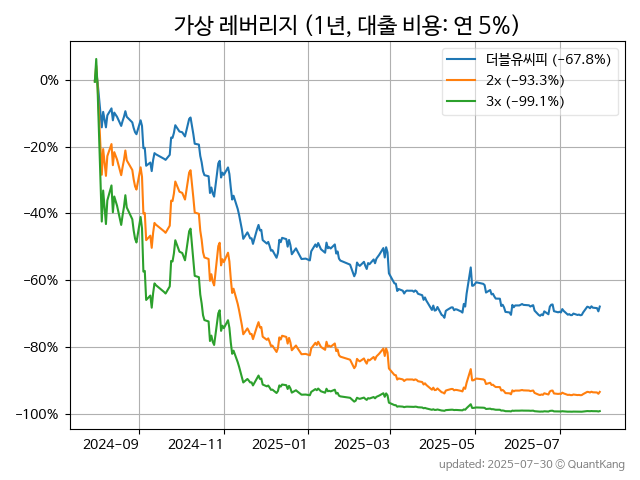 가상 레버리지 (1년, 대출 비용: 연 5%)
더블유씨피 (−67.8%)
2x (−93.3%)
3x (−99.1%)
0%
−20%
−40%
−60%
−80%
−100%
2024-09
2024-11
2025-01
2025-03
2025-05
2025-07
updated: 2025-07-30 © QuantKang